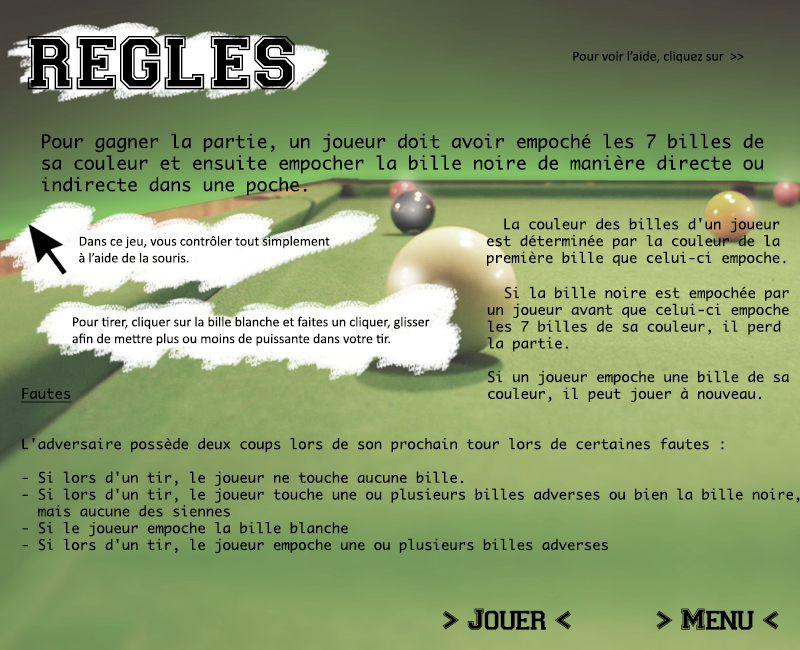 REGLES
Pour voir l'aide, cliquez sur >>
Pour gagner la partie, un joueur doit avoir empoché les 7 billes de
sa couleur et ensuite empocher la bille noire de manière directe ou
indirecte dans une poche.
Dans ce jeu, vous contrôler tout simplement
à l'aide de la souris.
Pour tirer, cliquer sur la bille blanche et faites un cliquer, glisser
afin de mettre plus ou moins de puissante dans votre tir.
La couleur des billes d'un joueur
est déterminée par la couleur de la
première bille que celui-ci empoche.
Si la bille noire est empochée par
un joueur avant que celui-ci empoche
les 7 billes de sa couleur, il perd
la partie.
Si un joueur empoche une bille de sa
couleur, il peut jouer à nouveau.
Fautes
L'adversaire possède deux coups lors de son prochain tour lors de certaines fautes :
- Si lors d'un tir, le joueur ne touche aucune bille.
- Si lors d'un tir, le joueur touche une ou plusieurs billes adverses ou bien la bille noire,
mais aucune des siennes
- Si le joueur empoche la bille blanche
- Si lors d'un tir, le joueur empoche une ou plusieurs billes adverses
> JOUER < > MENU <